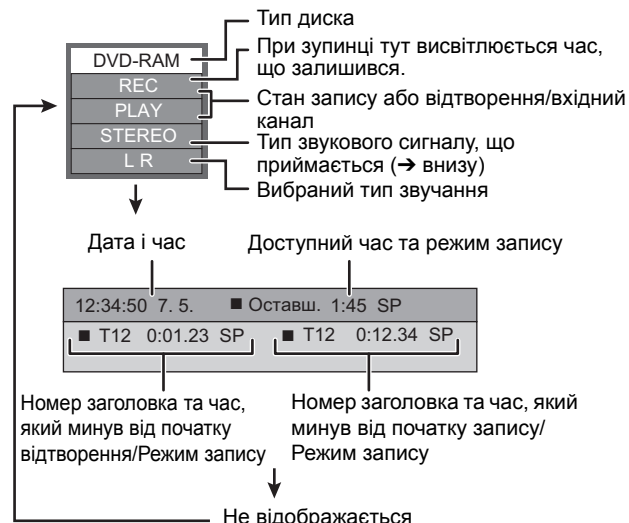 Тип диска
DVD-RAM
При зупинці тут висвітлюється час,
що залишився.
REC
PLAY
Стан запису або відтворення/вхідний
канал
STEREO
Тип звукового сигналу, що
приймається (➔ внизу)
L R
Вибраний тип звучання
Дата і час
Доступний час та режим запису
12:34:50 7. 5. ■ Оставш. 1:45 SP
■ T12 0:01.23 SP ■ T12 0:12.34 SP
Номер заголовка та час,
який минув від початку
відтворення/Режим запису
Номер заголовка та час, який
минув від початку запису/
Режим запису
Не відображається